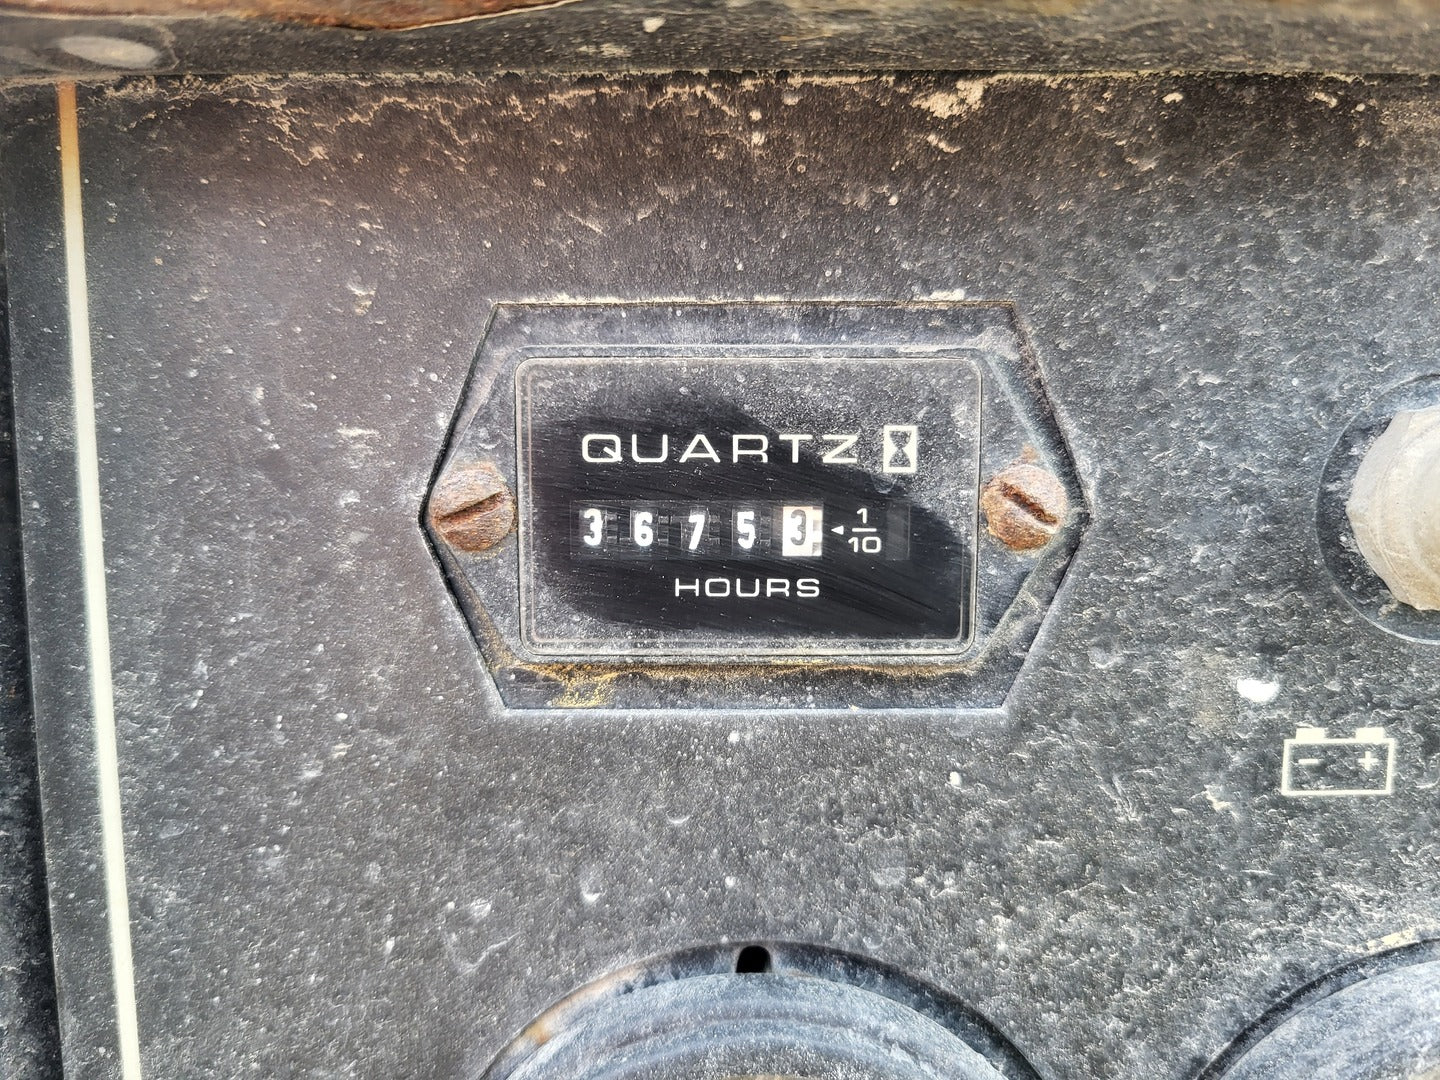 QUARTZ
3 6 7 5 3 1/10
HOURS
- +